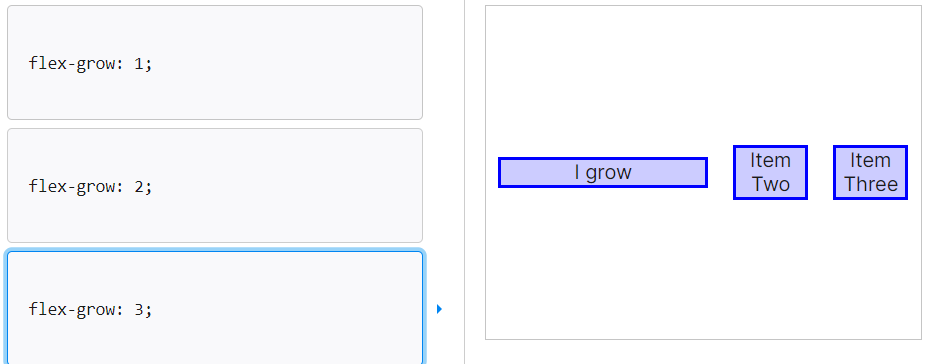 flex-grow: 1;
flex-grow: 2;
flex-grow: 3;
I grow
Item
Two
Item
Three